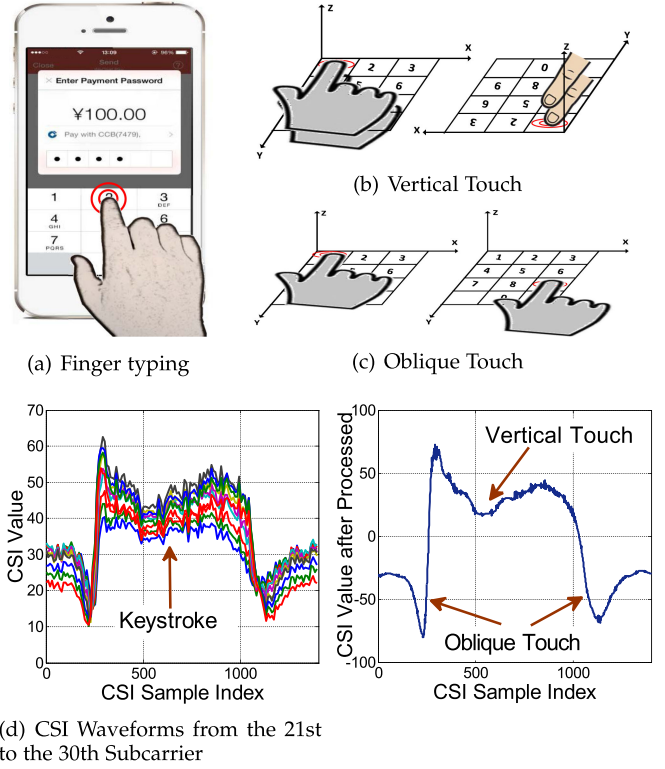 13:09
96%
Close
Send
× Enter Payment Password
¥100.00
Pay with CCB(7479),
1
2
3
DEF
4
GHI
6
7
PQRS
Z
X
2
3
6
Y
Z
Y
0
9
8
6
5
3
2
X
(b) Vertical Touch
Z
X
2
3
5
6
Y
Z
X
1
2
3
4
5
6
7
8
Y
(a) Finger typing
(c) Oblique Touch
70
60
50
40
30
20
10
0
CSI Value
Keystroke
0
500
1000
CSI Sample Index
100
50
0
-50
-100
CSI Value after Processed
Vertical Touch
Oblique Touch
0
500
1000
CSI Sample Index
(d) CSI Waveforms from the 21st
to the 30th Subcarrier